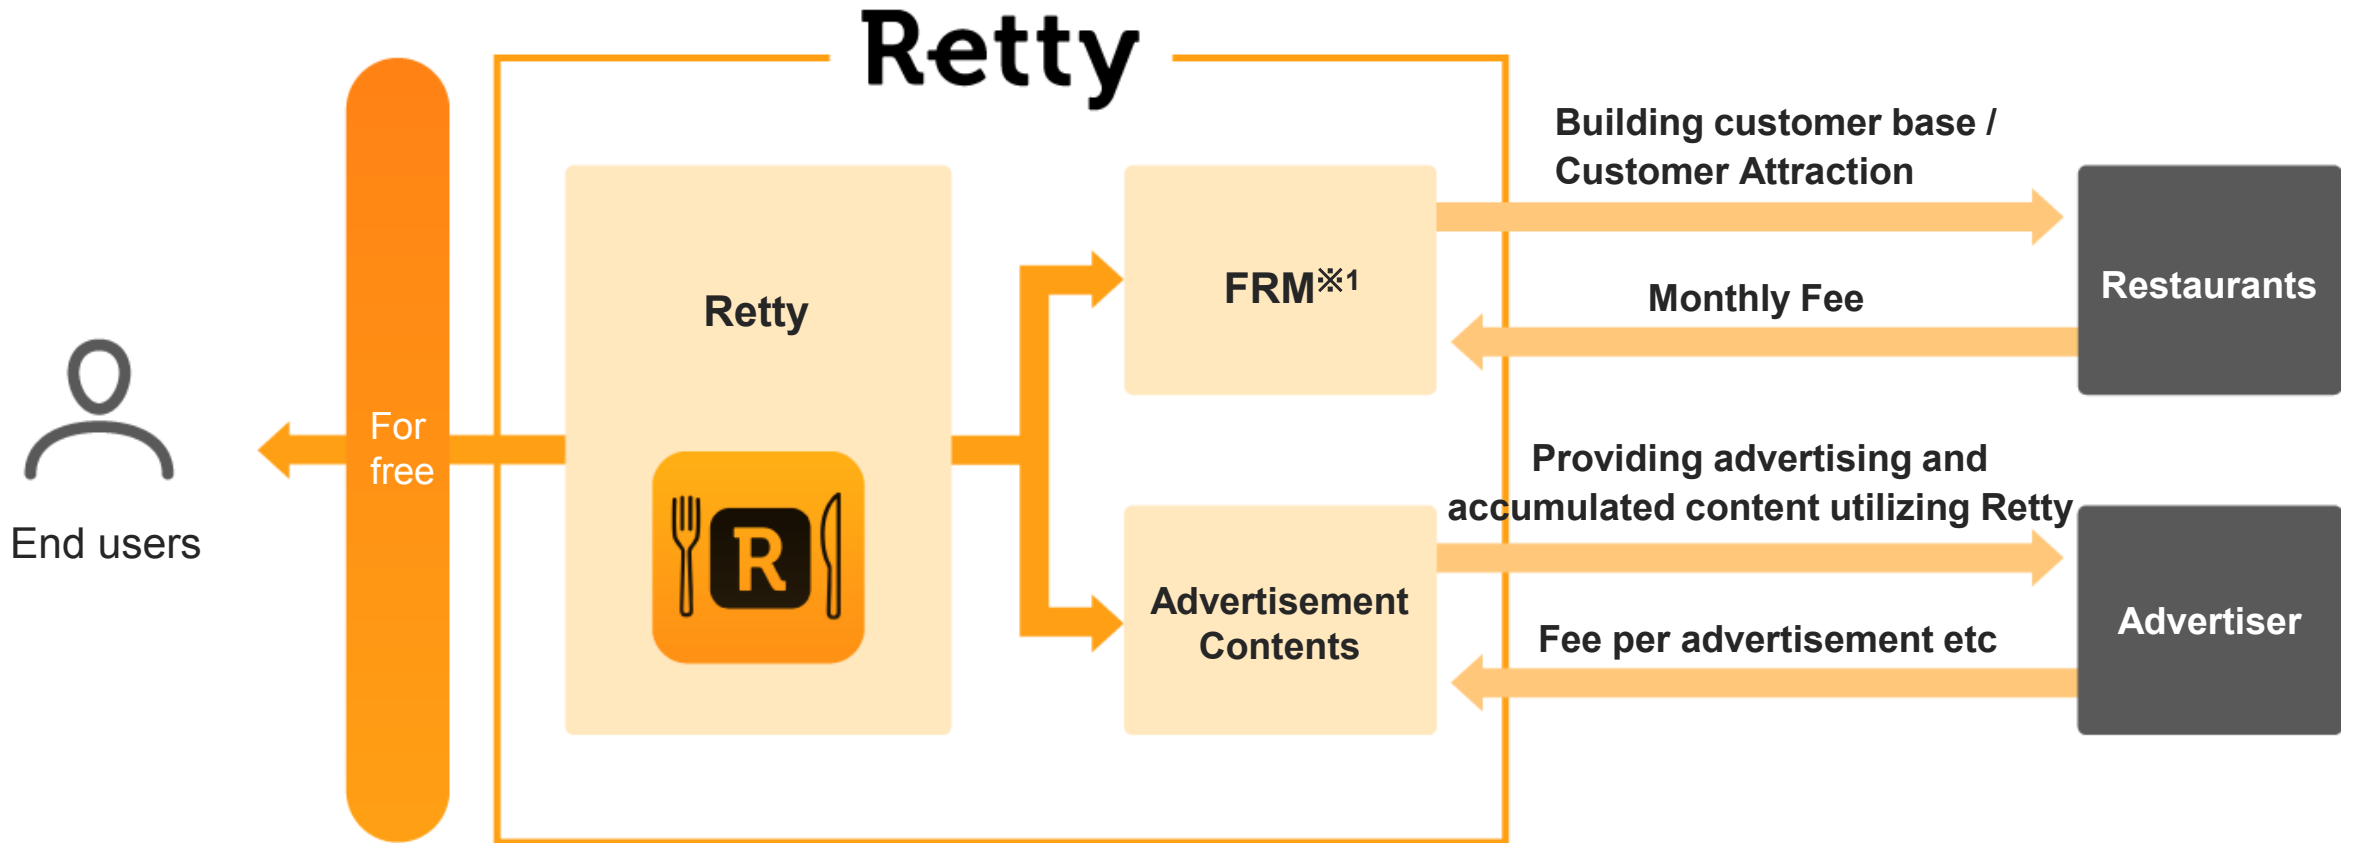 Retty
Building customer base /
Customer Attraction
Retty
FRM※1
Monthly Fee
Restaurants
For
free
End users
R
Providing advertising and
accumulated content utilizing Retty
Advertisement
Contents
Fee per advertisement etc
Advertiser